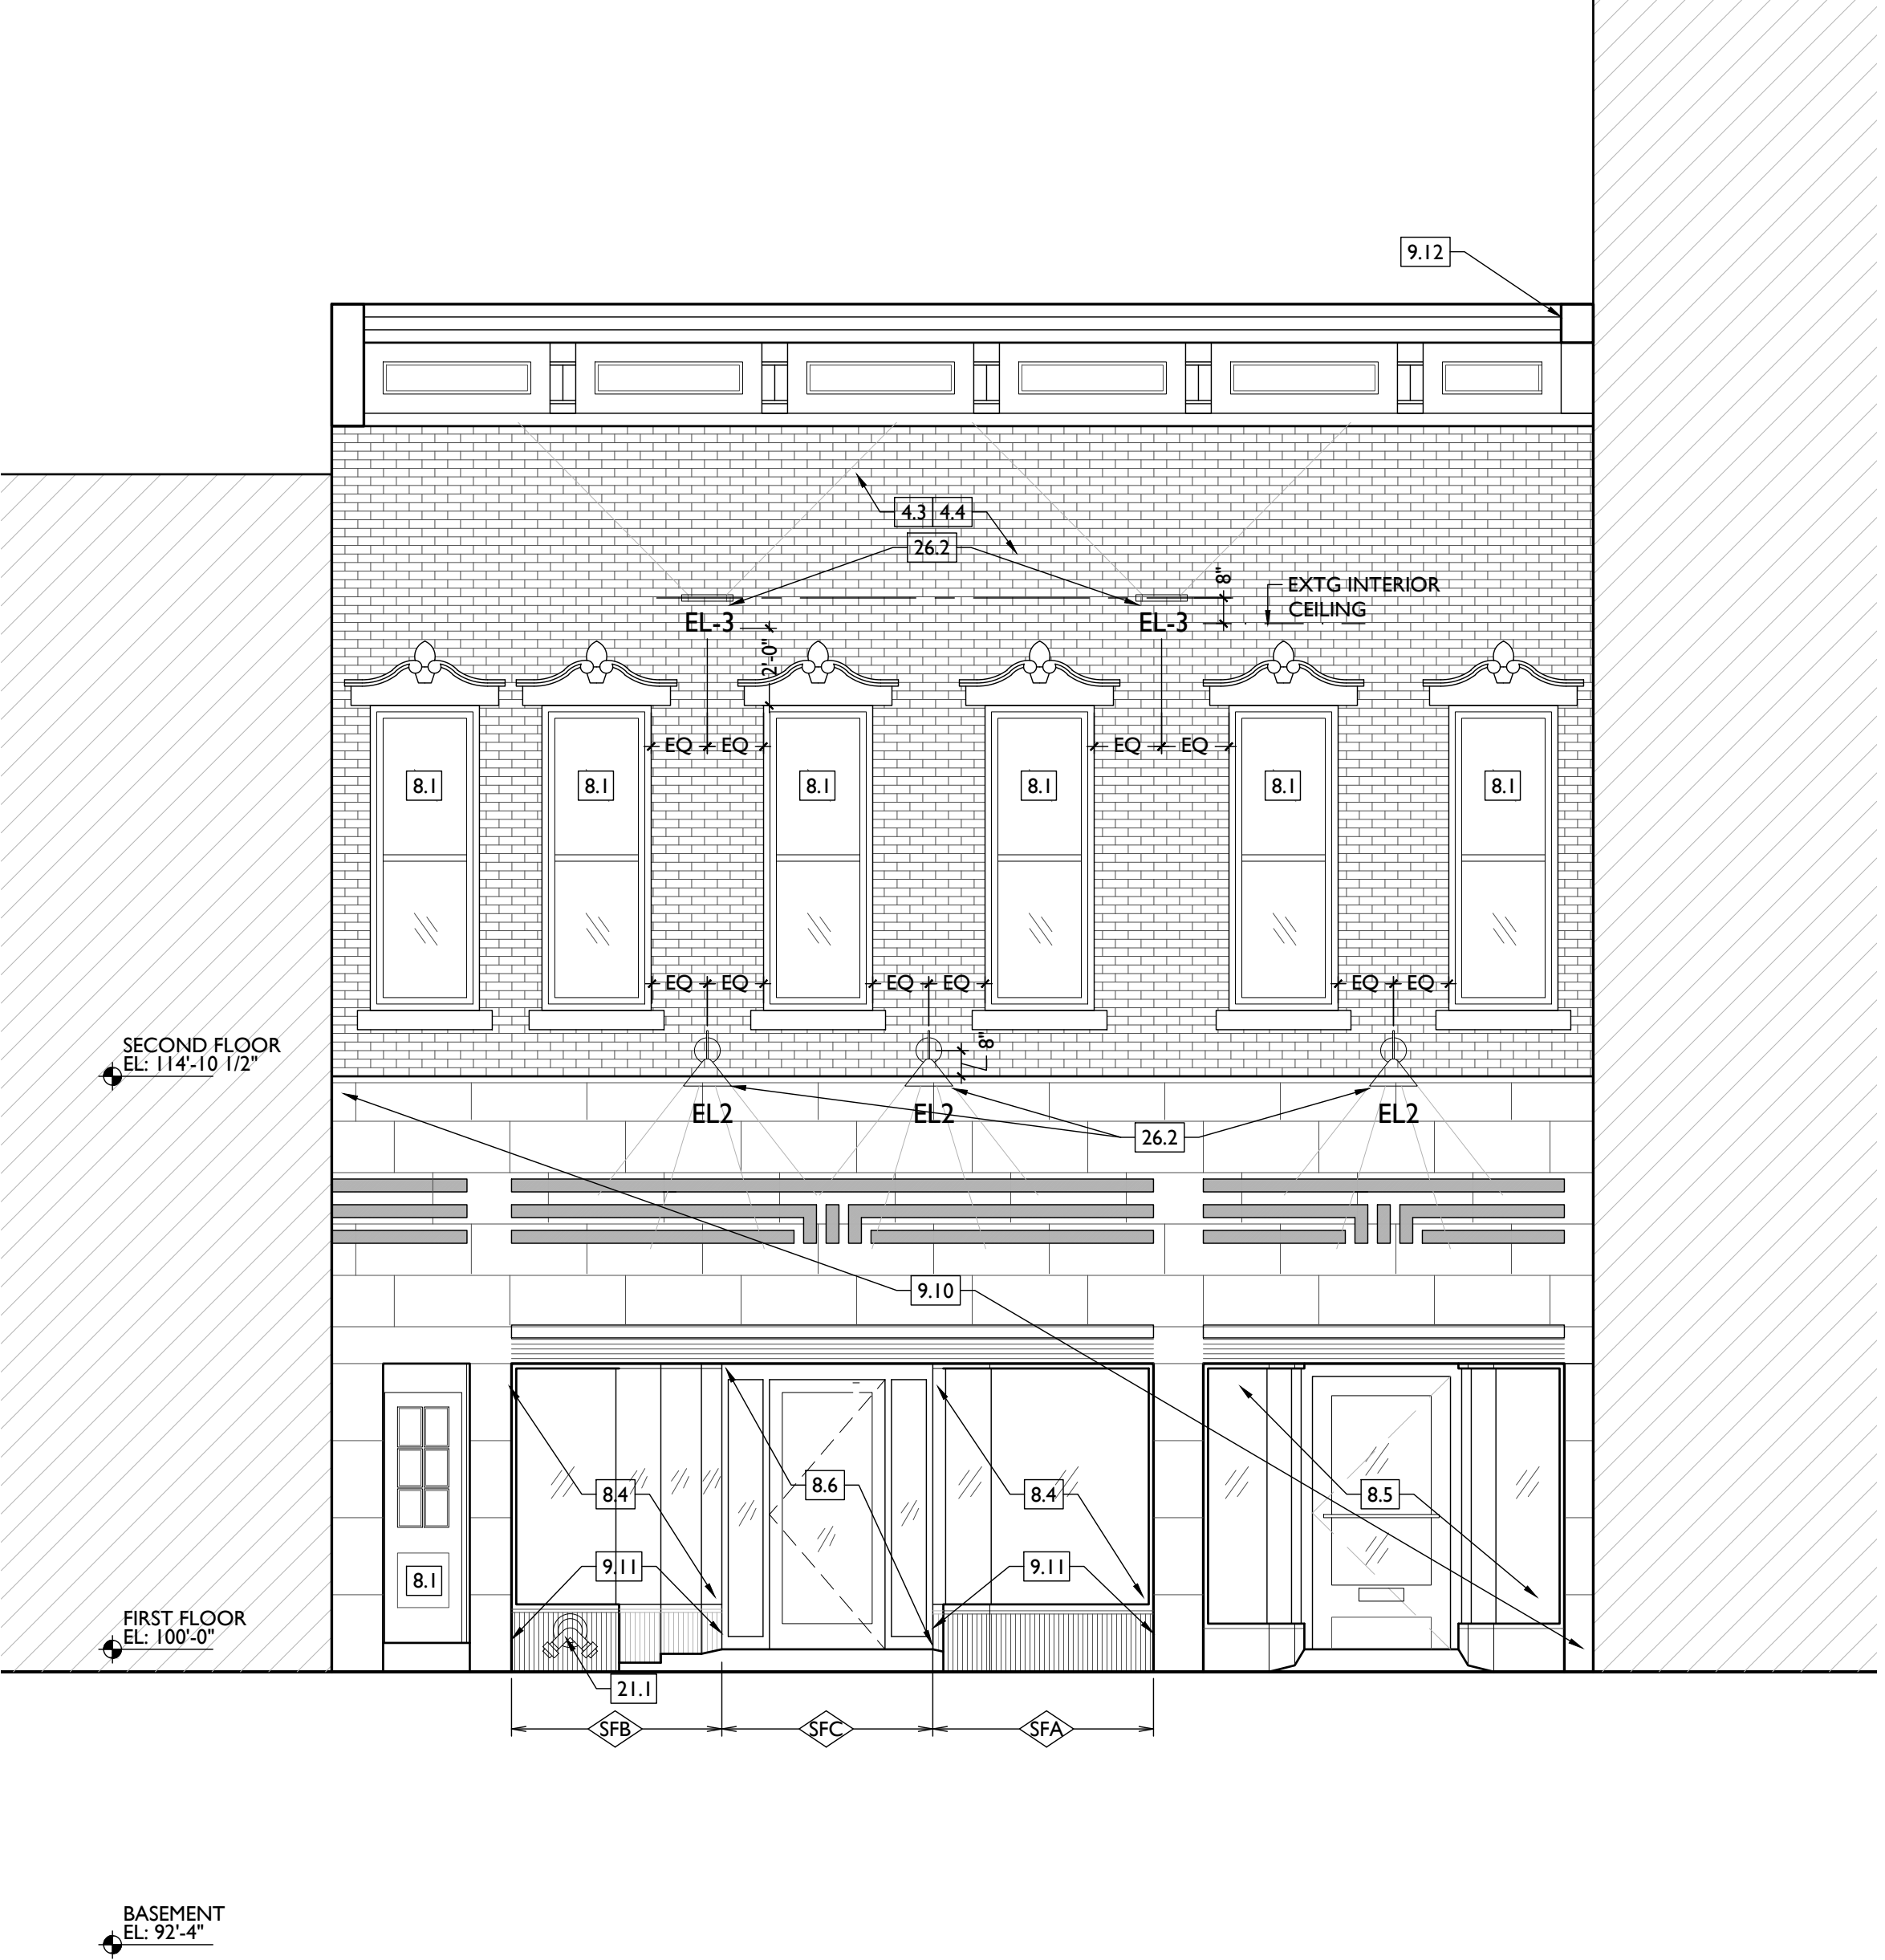 9.12
4.3 4.4
26.2
8"
EXTG INTERIOR
CEILING
EL-3
EL-3
2'-0"
EQ EQ EQ EQ
8.1 8.1 8.1 8.1 8.1 8.1
EQ EQ EQ EQ EQ EQ
8"
SECOND FLOOR
EL: 114'-10 1/2"
EL2 EL2 EL2
26.2
9.10
8.4 8.6 8.4 8.5
8.1 9.11 9.11
FIRST FLOOR
EL: 100'-0"
21.1
SFB SFC SFA
BASEMENT
EL: 92'-4"